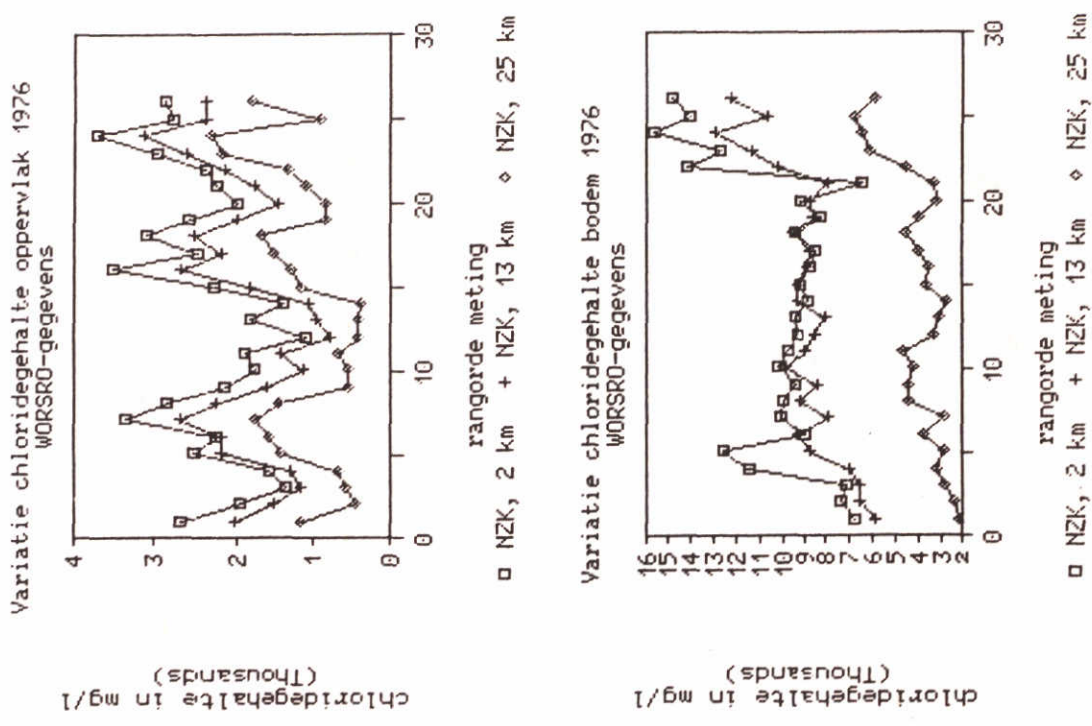 Variatie chloridegehalte oppervlak 1976
WORSRO-gegevens
chloridegehalte in mg/l
(Thousands)
4
3
2
1
0
0
10
20
30
rangorde meting
□ NZK, 2 km + NZK, 13 km ◇ NZK, 25 km
Variatie chloridegehalte bodem 1976
WORSRO-gegevens
chloridegehalte in mg/l
(Thousands)
16
15
14
13
12
11
10
9
8
7
6
5
4
3
2
0
10
20
30
rangorde meting
□ NZK, 2 km + NZK, 13 km ◇ NZK, 25 km